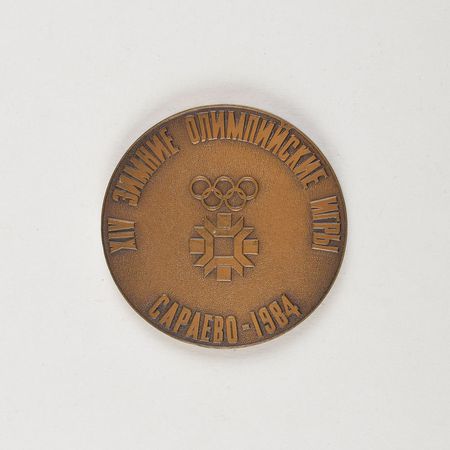 XIV ЗИМНИЕ ОЛИМПИЙСКИЕ ИГРЫ
САРАЕВО-1984